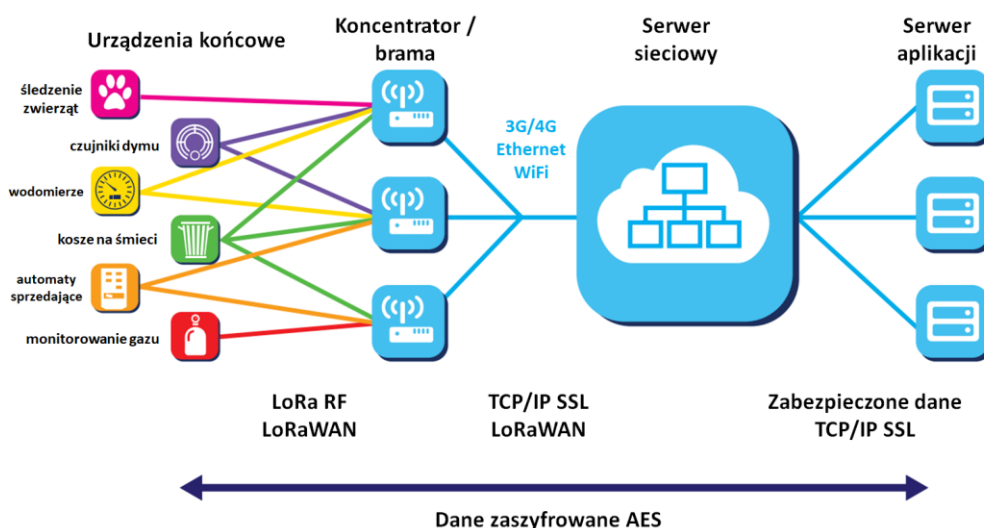 Urządzenia końcowe
Koncentrator /
brama
Serwer
sieciowy
Serwer
aplikacji
śledzenie
zwierząt
czujniki dymu
wodomierze
kosze na śmieci
automaty
sprzedające
monitorowanie gazu
3G/4G
Ethernet
WiFi
LoRa RF
LoRaWAN
TCP/IP SSL
LoRaWAN
Zabezpieczone dane
TCP/IP SSL
Dane zaszyfrowane AES